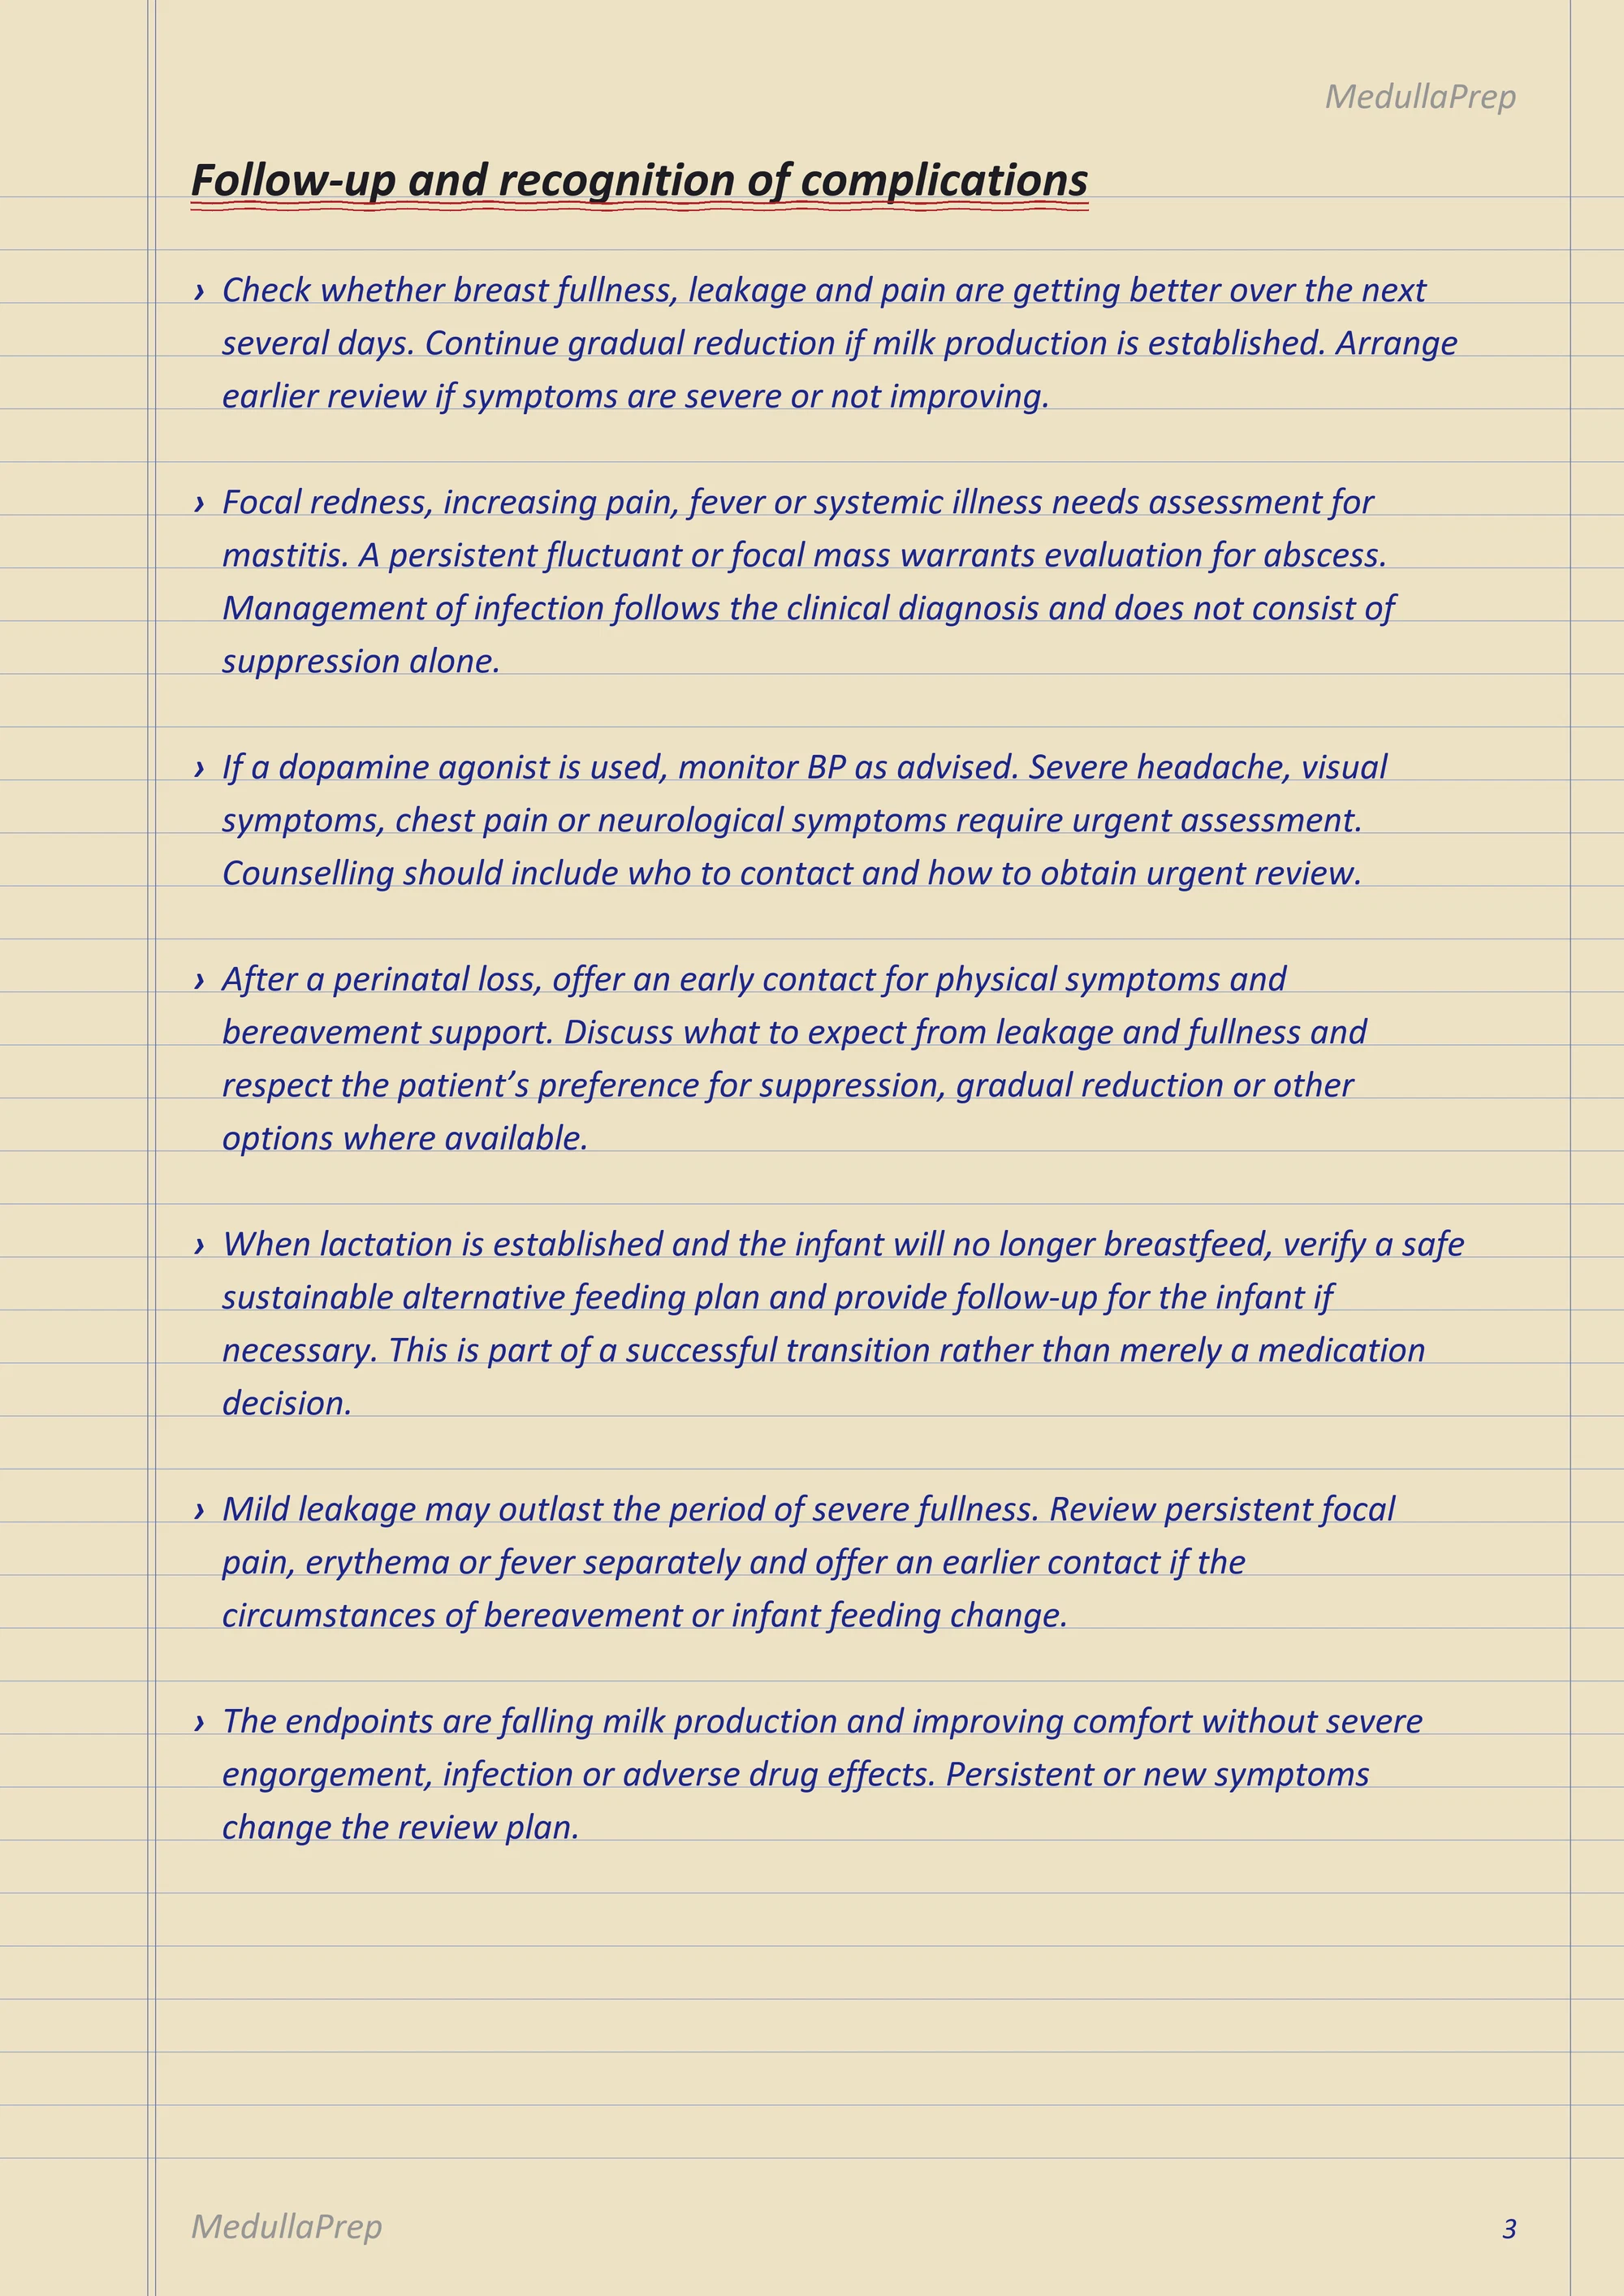 MedullaPrep
Follow-up and recognition of complications
› Check whether breast fullness, leakage and pain are getting better over the next
several days. Continue gradual reduction if milk production is established. Arrange
earlier review if symptoms are severe or not improving.
› Focal redness, increasing pain, fever or systemic illness needs assessment for
mastitis. A persistent fluctuant or focal mass warrants evaluation for abscess.
Management of infection follows the clinical diagnosis and does not consist of
suppression alone.
› If a dopamine agonist is used, monitor BP as advised. Severe headache, visual
symptoms, chest pain or neurological symptoms require urgent assessment.
Counselling should include who to contact and how to obtain urgent review.
› After a perinatal loss, offer an early contact for physical symptoms and
bereavement support. Discuss what to expect from leakage and fullness and
respect the patient’s preference for suppression, gradual reduction or other
options where available.
› When lactation is established and the infant will no longer breastfeed, verify a safe
sustainable alternative feeding plan and provide follow-up for the infant if
necessary. This is part of a successful transition rather than merely a medication
decision.
› Mild leakage may outlast the period of severe fullness. Review persistent focal
pain, erythema or fever separately and offer an earlier contact if the
circumstances of bereavement or infant feeding change.
› The endpoints are falling milk production and improving comfort without severe
engorgement, infection or adverse drug effects. Persistent or new symptoms
change the review plan.
MedullaPrep
3